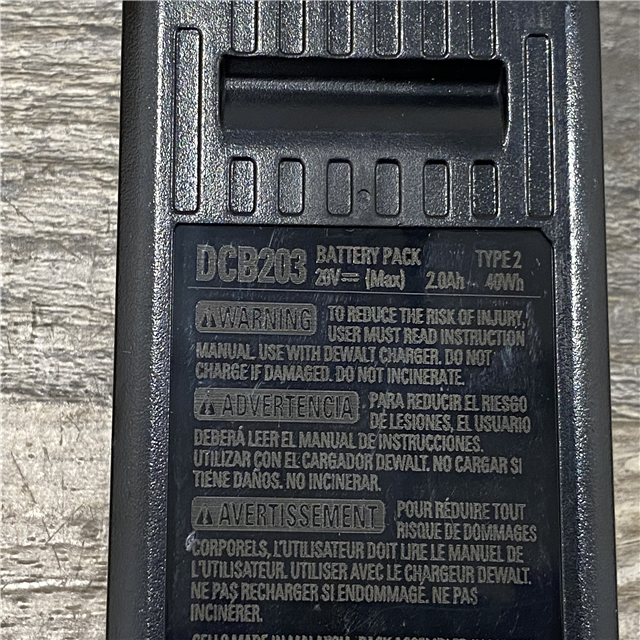 DCB203 BATTERY PACK TYPE 2
20V⎓ (Max) 2.0Ah 40Wh
⚠WARNING TO REDUCE THE RISK OF INJURY,
USER MUST READ INSTRUCTION
MANUAL. USE WITH DEWALT CHARGER. DO NOT
CHARGE IF DAMAGED. DO NOT INCINERATE.
⚠ADVERTENCIA PARA REDUCIR EL RIESGO
DE LESIONES, EL USUARIO
DEBERÁ LEER EL MANUAL DE INSTRUCCIONES.
UTILIZAR CON EL CARGADOR DEWALT. NO CARGAR SI
TIENE DAÑOS. NO INCINERAR.
⚠AVERTISSEMENT POUR RÉDUIRE TOUT
RISQUE DE DOMMAGES
CORPORELS, L'UTILISATEUR DOIT LIRE LE MANUEL DE
L'UTILISATEUR. UTILISER AVEC LE CHARGEUR DEWALT.
NE PAS RECHARGER SI ENDOMMAGÉ. NE PAS
INCINÉRER.